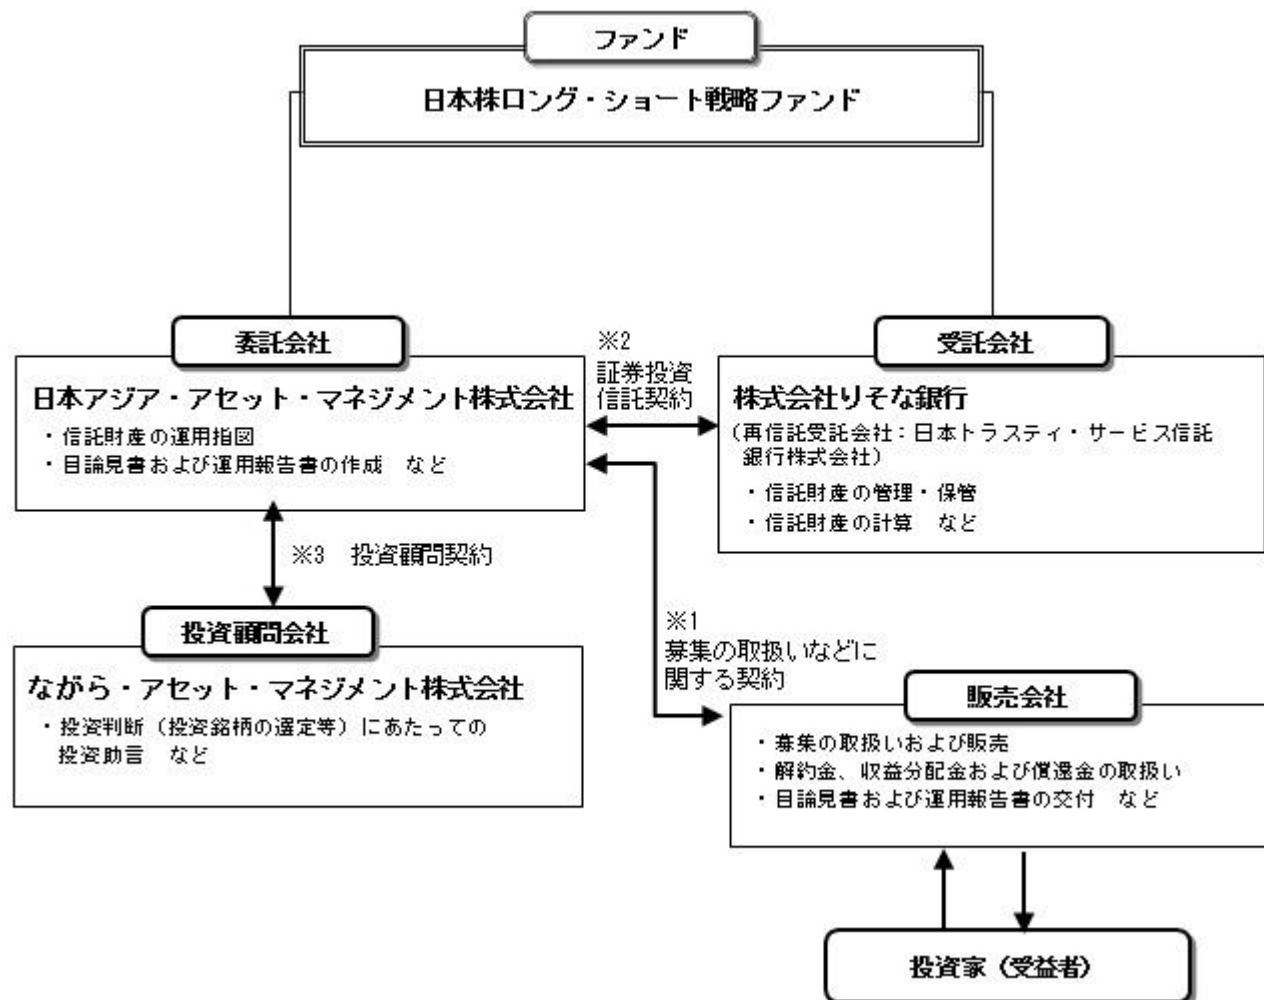 ファンド
日本株ロング・ショート戦略ファンド
委託会社
日本アジア・アセット・マネジメント株式会社
・信託財産の運用指図
・目論見書および運用報告書の作成　など
※2
証券投資
信託契約
受託会社
株式会社りそな銀行
（再信託受託会社：日本トラスティ・サービス信託
銀行株式会社）
・信託財産の管理・保管
・信託財産の計算　など
※3　投資顧問契約
投資顧問会社
ながら・アセット・マネジメント株式会社
・投資判断（投資銘柄の選定等）にあたっての
投資助言　など
※1
募集の取扱いなどに
関する契約
販売会社
・募集の取扱いおよび販売
・解約金、収益分配金および償還金の取扱い
・目論見書および運用報告書の交付　など
投資家（受益者）